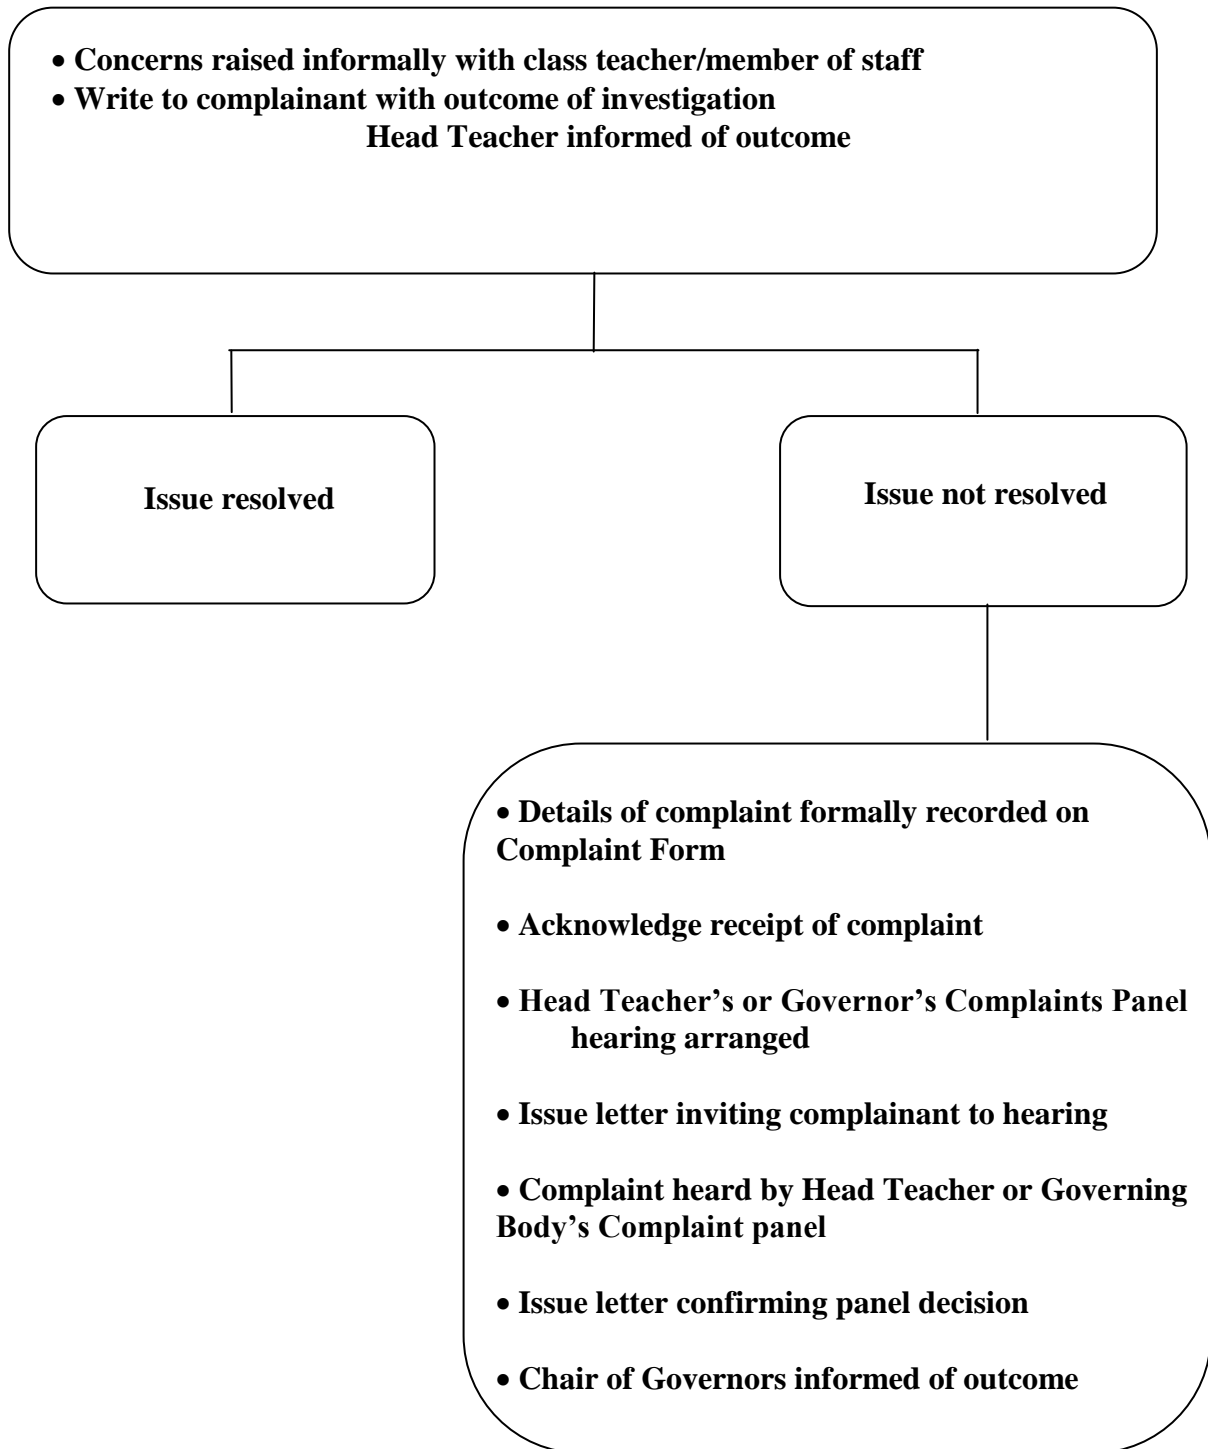 • Concerns raised informally with class teacher/member of staff
• Write to complainant with outcome of investigation
Head Teacher informed of outcome
Issue resolved
Issue not resolved
• Details of complaint formally recorded on
Complaint Form
• Acknowledge receipt of complaint
• Head Teacher’s or Governor’s Complaints Panel
hearing arranged
• Issue letter inviting complainant to hearing
• Complaint heard by Head Teacher or Governing
Body’s Complaint panel
• Issue letter confirming panel decision
• Chair of Governors informed of outcome